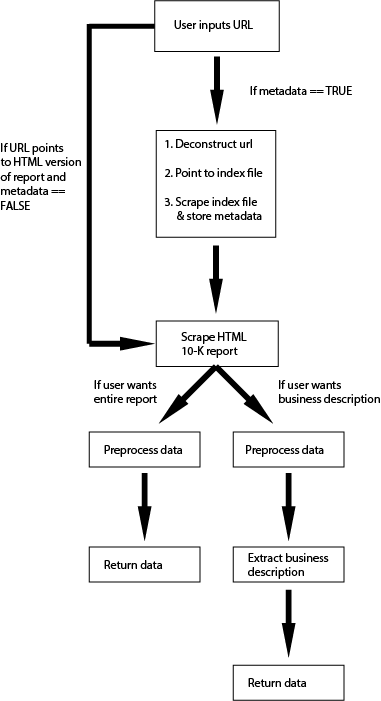 User inputs URL
If metadata == TRUE
If URL points
to HTML version
of report and
metadata ==
FALSE
1. Deconstruct url
2. Point to index file
3. Scrape index file
& store metadata
Scrape HTML
10-K report
If user wants
entire report
If user wants
business description
Preprocess data
Preprocess data
Return data
Extract business
description
Return data